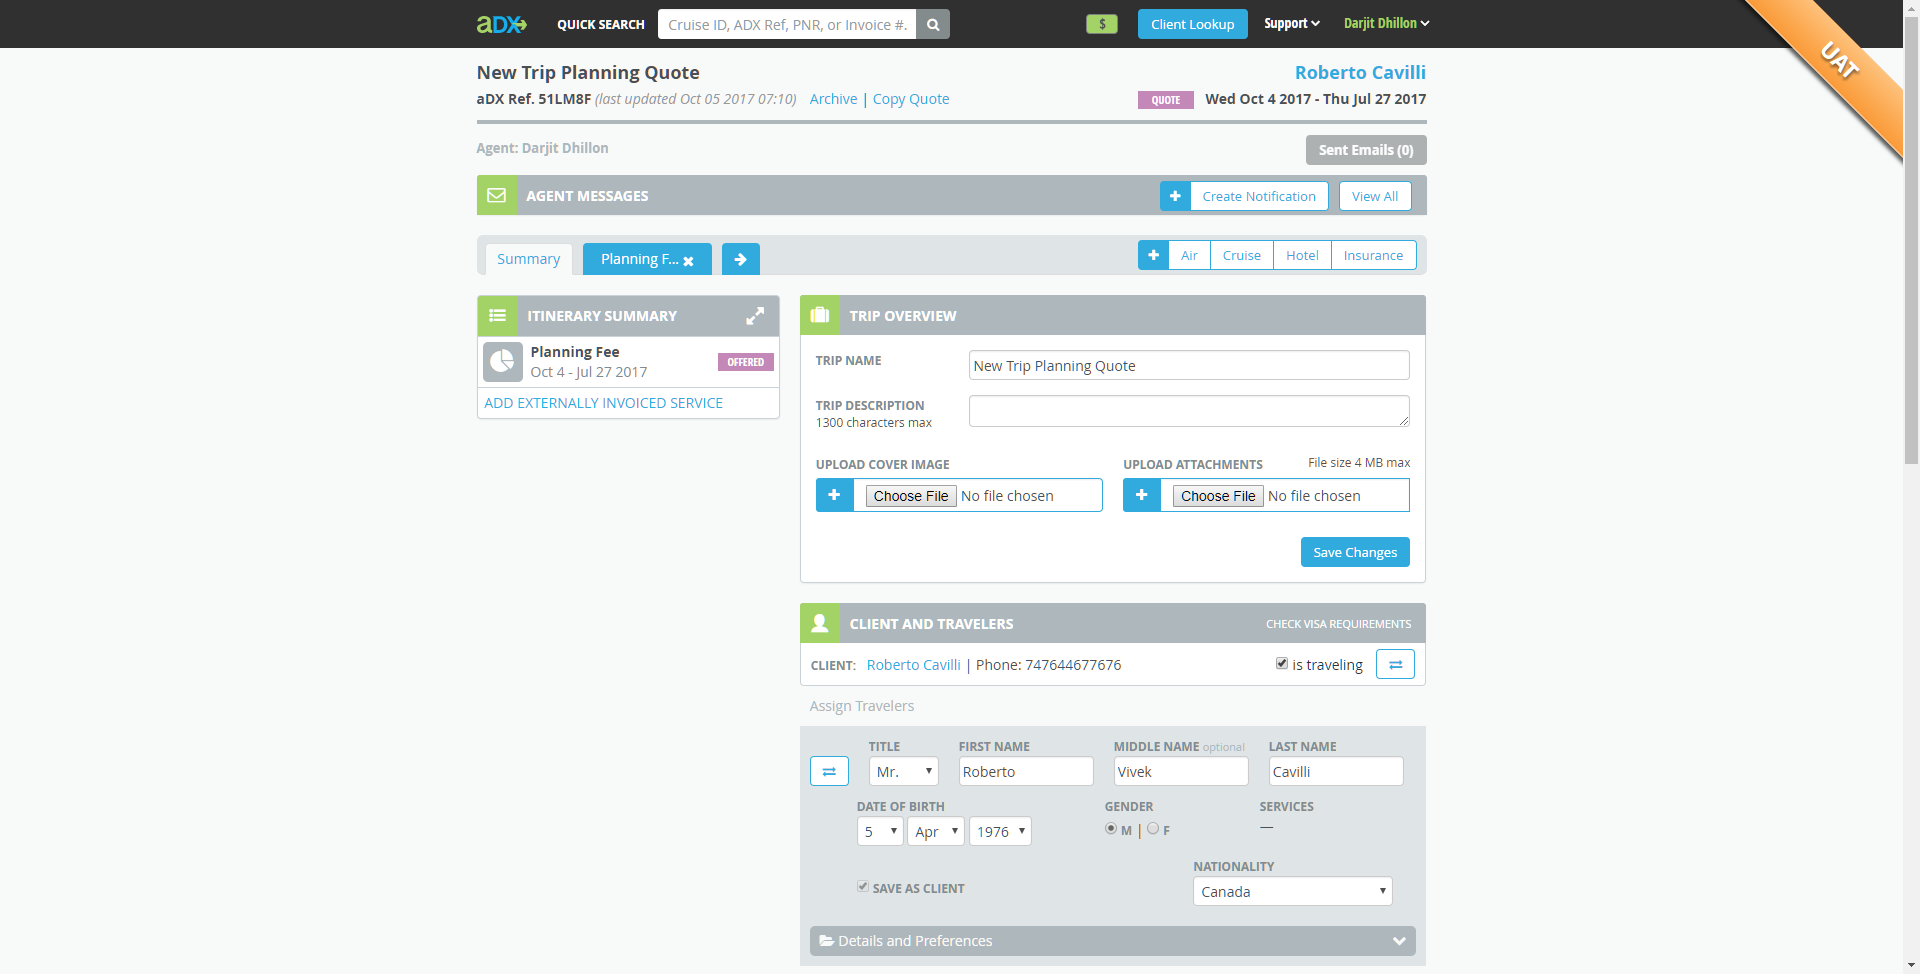 aDX QUICK SEARCH Cruise ID, ADX Ref, PNR, or Invoice #. $ Client Lookup Support Darjit Dhillon
UAT
New Trip Planning Quote Roberto Cavilli
aDX Ref. 51LM8F (last updated Oct 05 2017 07:10) Archive | Copy Quote QUOTE Wed Oct 4 2017 - Thu Jul 27 2017
Agent: Darjit Dhillon Sent Emails (0)
AGENT MESSAGES Create Notification View All
Summary Planning F... Air Cruise Hotel Insurance
ITINERARY SUMMARY
Planning Fee
Oct 4 - Jul 27 2017
OFFERED
ADD EXTERNALLY INVOICED SERVICE
TRIP OVERVIEW
TRIP NAME New Trip Planning Quote
TRIP DESCRIPTION
1300 characters max
UPLOAD COVER IMAGE UPLOAD ATTACHMENTS File size 4 MB max
Choose File No file chosen Choose File No file chosen
Save Changes
CLIENT AND TRAVELERS CHECK VISA REQUIREMENTS
CLIENT: Roberto Cavilli | Phone: 747644677676 is traveling
Assign Travelers
TITLE FIRST NAME MIDDLE NAME optional LAST NAME
Mr. Roberto Vivek Cavilli
DATE OF BIRTH GENDER SERVICES
5 Apr 1976 M | F —
NATIONALITY
SAVE AS CLIENT Canada
Details and Preferences